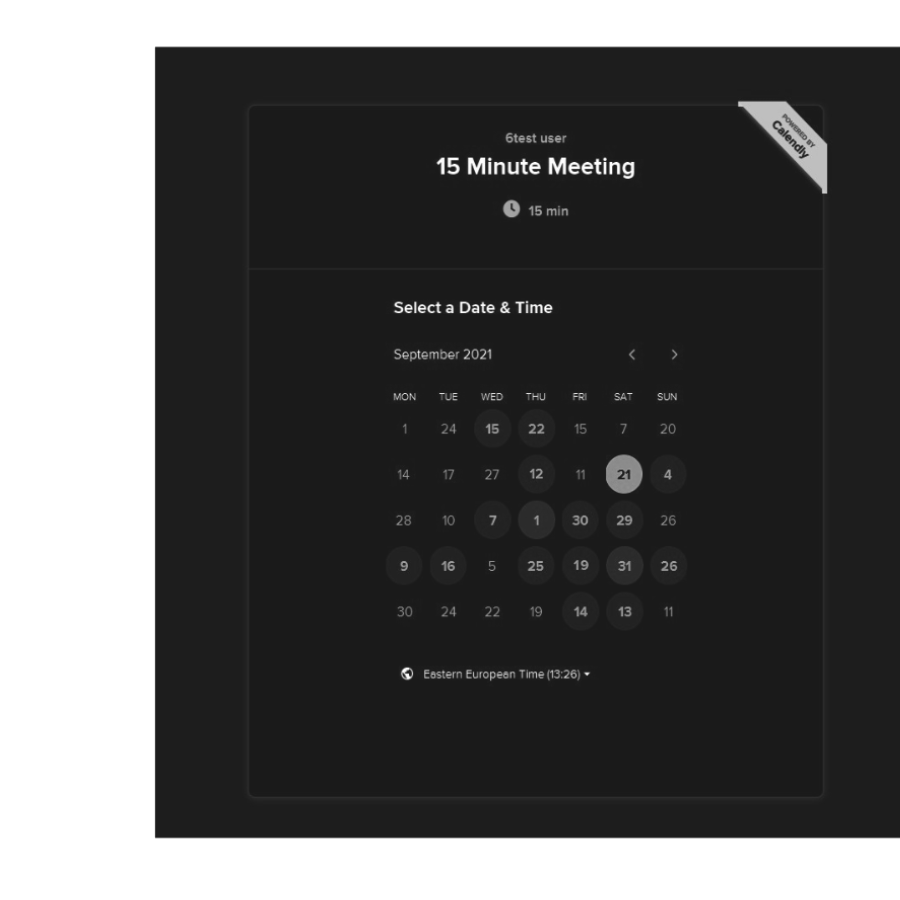 POWERED BY
Calendly
6test user
15 Minute Meeting
15 min
Select a Date & Time
September 2021
MON TUE WED THU FRI SAT SUN
1 24 15 22 15 7 20
14 17 27 12 11 21 4
28 10 7 1 30 29 26
9 16 5 25 19 31 26
30 24 22 19 14 13 11
Eastern European Time (13:26)